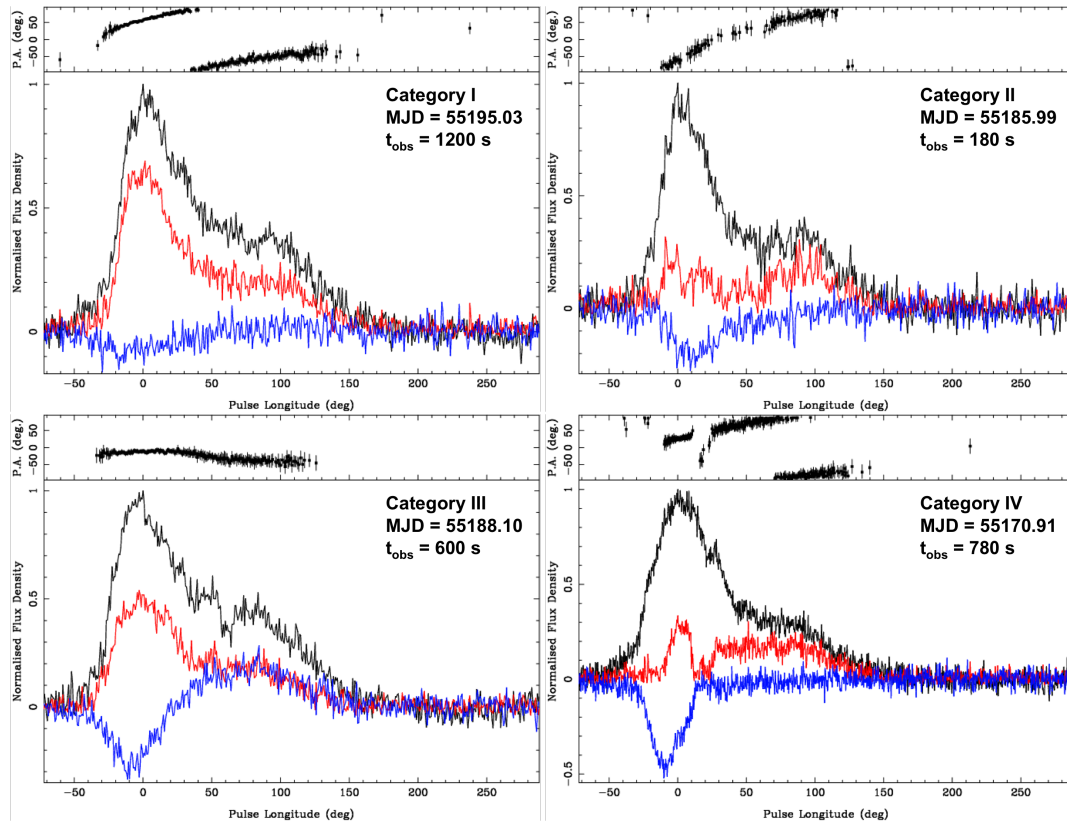 P.A. (deg.)
-50 0 50
Normalised Flux Density
0 0.5 1
Category I
MJD = 55195.03
t_obs = 1200 s
-50 0 50 100 150 200 250
Pulse Longitude (deg)
P.A. (deg.)
-50 0 50
Normalised Flux Density
0 0.5 1
Category II
MJD = 55185.99
t_obs = 180 s
-50 0 50 100 150 200 250
Pulse Longitude (deg)
P.A. (deg.)
-50 0 50
Normalised Flux Density
0 0.5 1
Category III
MJD = 55188.10
t_obs = 600 s
-50 0 50 100 150 200 250
Pulse Longitude (deg)
P.A. (deg.)
-50 0 50
Normalised Flux Density
-0.5 0 0.5 1
Category IV
MJD = 55170.91
t_obs = 780 s
-50 0 50 100 150 200 250
Pulse Longitude (deg)